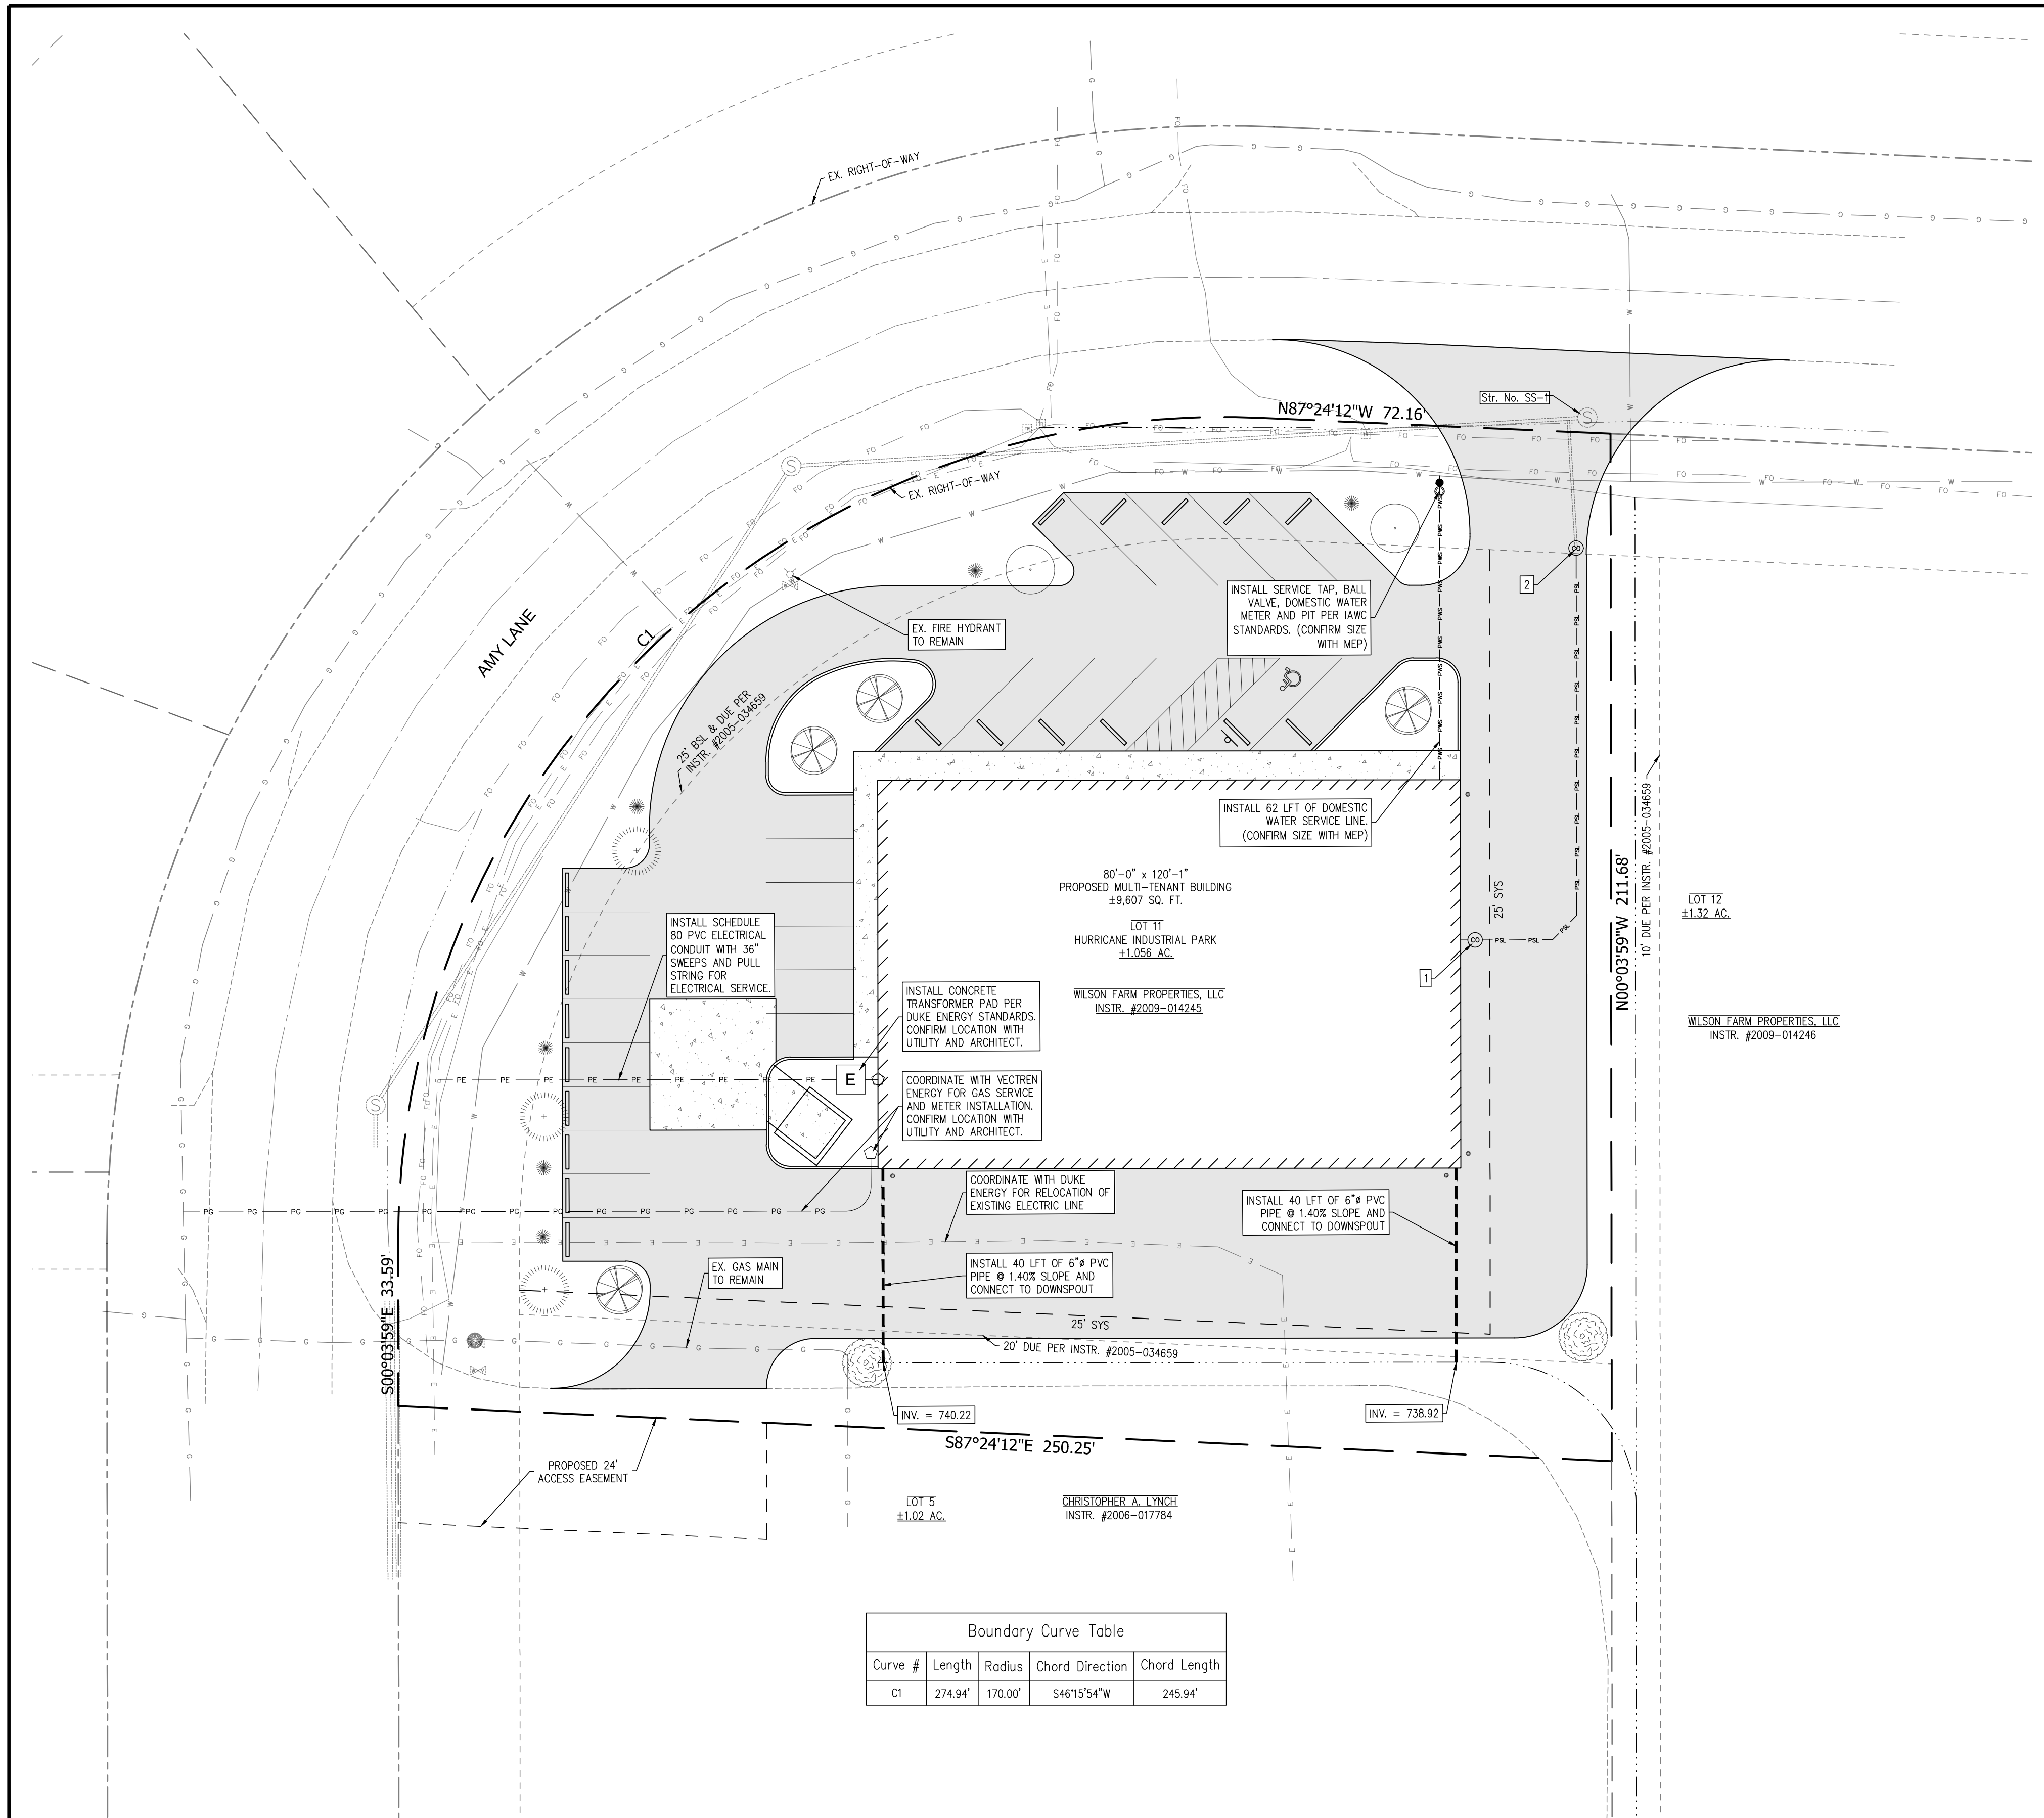 EX. RIGHT-OF-WAY
Str. No. SS-1
N87°24'12"W 72.16'
EX. RIGHT-OF-WAY
2
INSTALL SERVICE TAP, BALL
VALVE, DOMESTIC WATER
METER AND PIT PER IAWC
STANDARDS. (CONFIRM SIZE
WITH MEP)
EX. FIRE HYDRANT
TO REMAIN
AMY LANE
C1
25' BSL & DUE PER
INSTR. #2005-034659
INSTALL 62 LFT OF DOMESTIC
WATER SERVICE LINE.
(CONFIRM SIZE WITH MEP)
80'-0" x 120'-1"
PROPOSED MULTI-TENANT BUILDING
±9,607 SQ. FT.
LOT 11
HURRICANE INDUSTRIAL PARK
±1.056 AC.
WILSON FARM PROPERTIES, LLC
INSTR. #2009-014245
25' SYS
N00°03'59"W 211.68'
10' DUE PER INSTR. #2005-034659
LOT 12
±1.32 AC.
WILSON FARM PROPERTIES, LLC
INSTR. #2009-014246
CO
CO
1
INSTALL SCHEDULE
80 PVC ELECTRICAL
CONDUIT WITH 36"
SWEEPS AND PULL
STRING FOR
ELECTRICAL SERVICE.
INSTALL CONCRETE
TRANSFORMER PAD PER
DUKE ENERGY STANDARDS.
CONFIRM LOCATION WITH
UTILITY AND ARCHITECT.
E
COORDINATE WITH VECTREN
ENERGY FOR GAS SERVICE
AND METER INSTALLATION.
CONFIRM LOCATION WITH
UTILITY AND ARCHITECT.
COORDINATE WITH DUKE
ENERGY FOR RELOCATION OF
EXISTING ELECTRIC LINE
INSTALL 40 LFT OF 6"ø PVC
PIPE @ 1.40% SLOPE AND
CONNECT TO DOWNSPOUT
INSTALL 40 LFT OF 6"ø PVC
PIPE @ 1.40% SLOPE AND
CONNECT TO DOWNSPOUT
EX. GAS MAIN
TO REMAIN
S00°03'59"E 33.59'
25' SYS
20' DUE PER INSTR. #2005-034659
INV. = 740.22
INV. = 738.92
S87°24'12"E 250.25'
PROPOSED 24'
ACCESS EASEMENT
LOT 5
±1.02 AC.
CHRISTOPHER A. LYNCH
INSTR. #2006-017784
Boundary Curve Table
Curve # Length Radius Chord Direction Chord Length
C1 274.94' 170.00' S46°15'54"W 245.94'